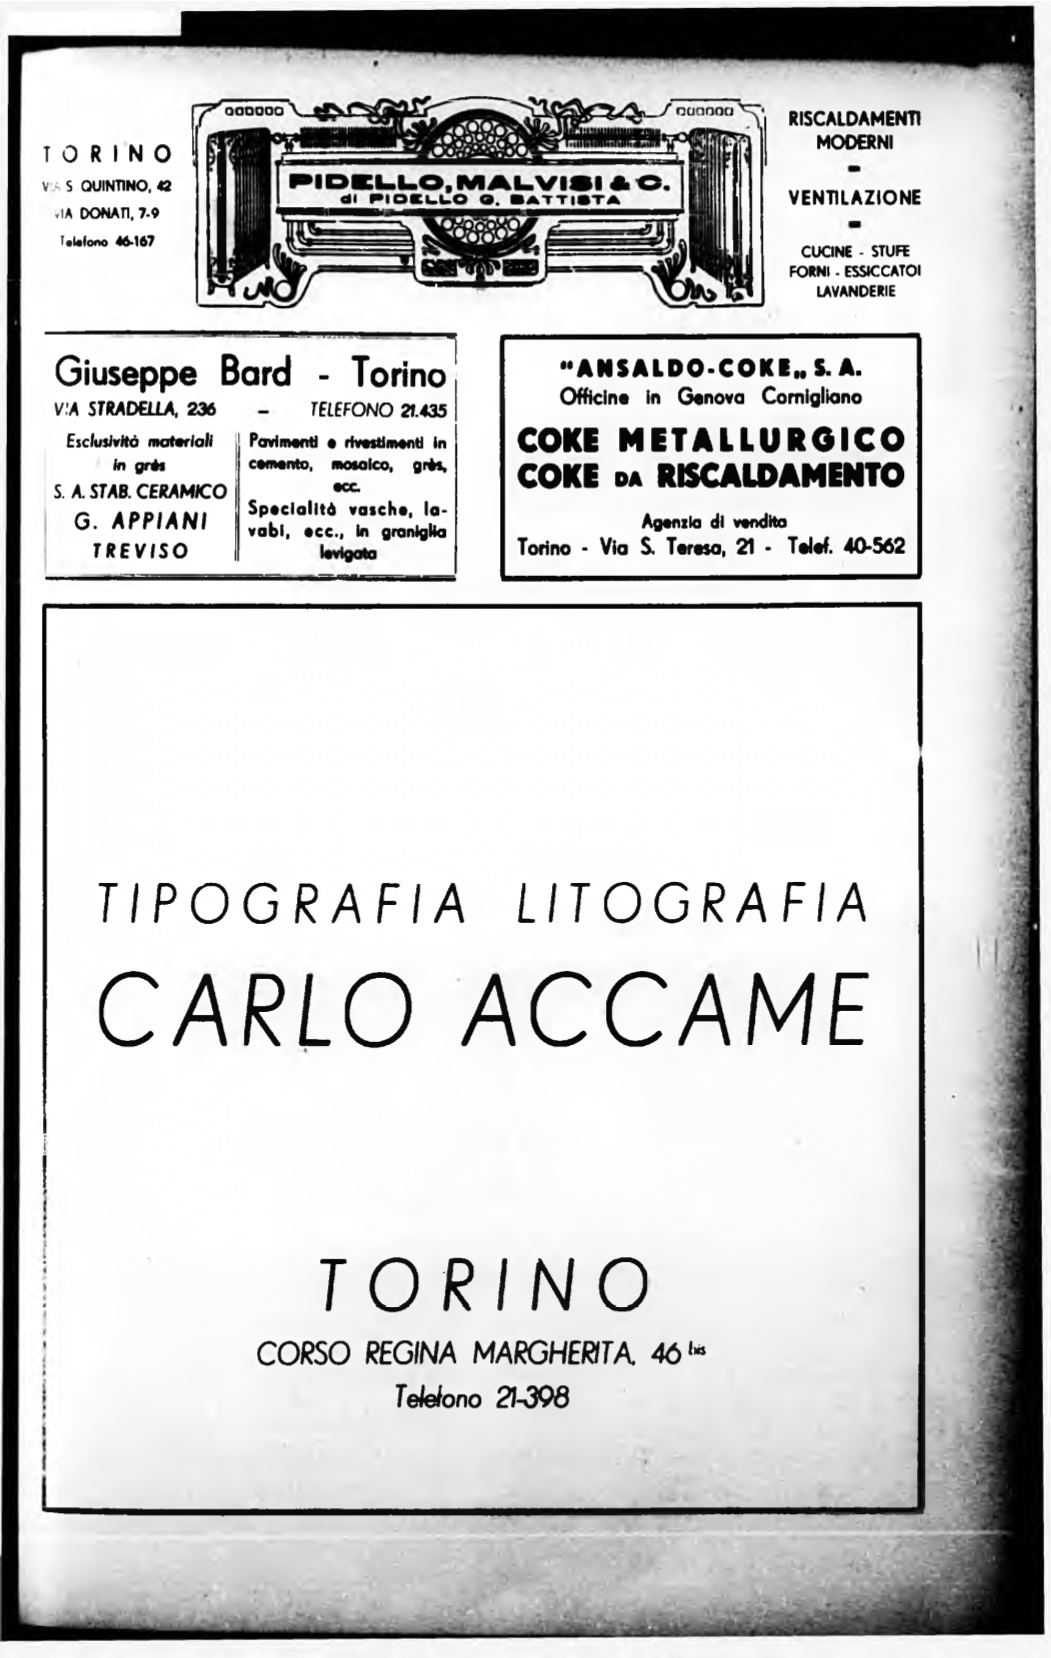 TORINO
VIA S. QUINTINO, 42
VIA DONATI, 7-9
Telefono 46-167
PIDELLO, MALVISI & C.
di PIDELLO G. BATTISTA
RISCALDAMENTI
MODERNI
-
VENTILAZIONE
-
CUCINE - STUFE
FORNI - ESSICCATOI
LAVANDERIE
Giuseppe Bard - Torino
VIA STRADELLA, 236 - TELEFONO 21.435
Esclusività materiali
in grès
S. A. STAB. CERAMICO
G. APPIANI
TREVISO
Pavimenti e rivestimenti in
cemento, mosaico, grès,
ecc.
Specialità vasche, la-
vabi, ecc., in graniglia
levigata
"ANSALDO-COKE„ S. A.
Officine in Genova Cornigliano
COKE METALLURGICO
COKE DA RISCALDAMENTO
Agenzia di vendita
Torino - Via S. Teresa, 21 - Telef. 40-562
TIPOGRAFIA LITOGRAFIA
CARLO ACCAME
TORINO
CORSO REGINA MARGHERITA, 46 bis
Telefono 21-398